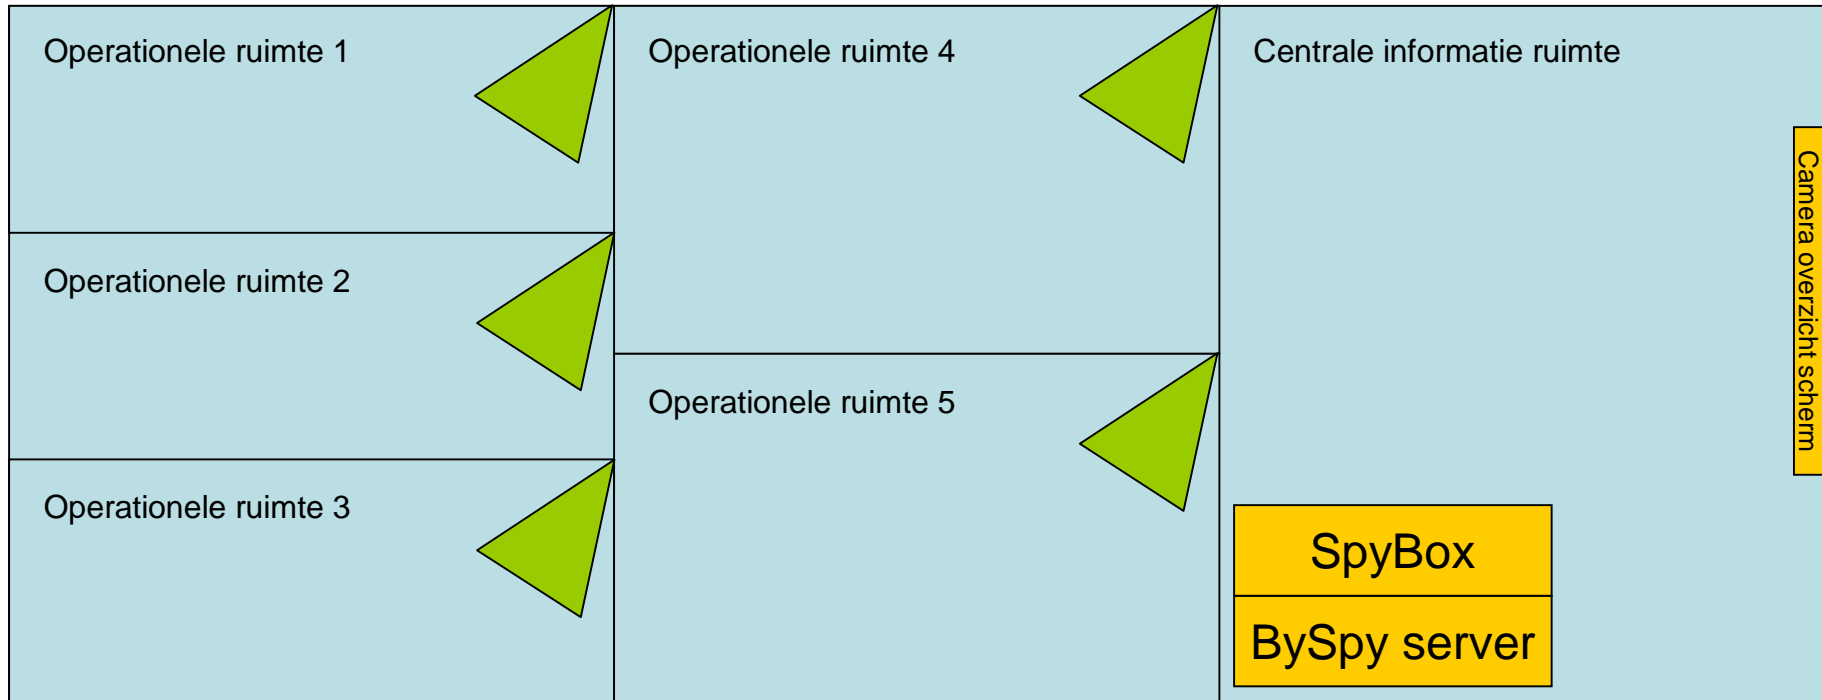 Operationele ruimte 1
Operationele ruimte 4
Centrale informatie ruimte
Operationele ruimte 2
Operationele ruimte 5
Operationele ruimte 3
Camera overzicht scherm
SpyBox
BySpy server